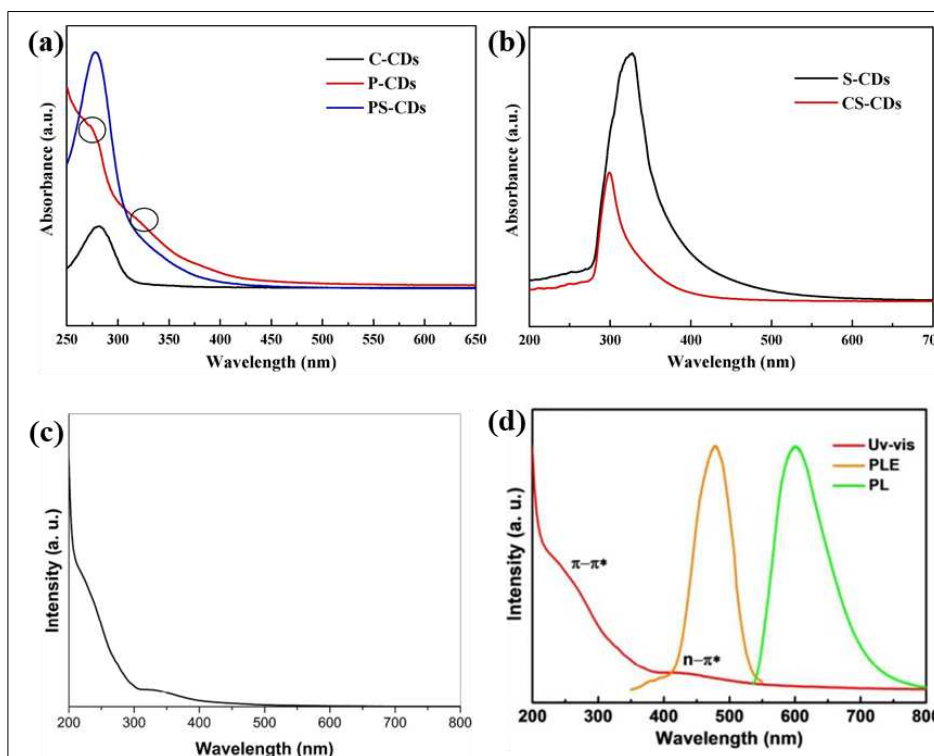 (a)
C-CDs
P-CDs
PS-CDs
Absorbance (a.u.)
250 300 350 400 450 500 550 600 650
Wavelength (nm)
(b)
S-CDs
CS-CDs
Absorbance (a.u.)
200 300 400 500 600 700
Wavelength (nm)
(c)
Intensity (a. u.)
200 300 400 500 600 700 800
Wavelength (nm)
(d)
Uv-vis
PLE
PL
π-π*
n-π*
Intensity (a. u.)
200 300 400 500 600 700 800
Wavelength (nm)